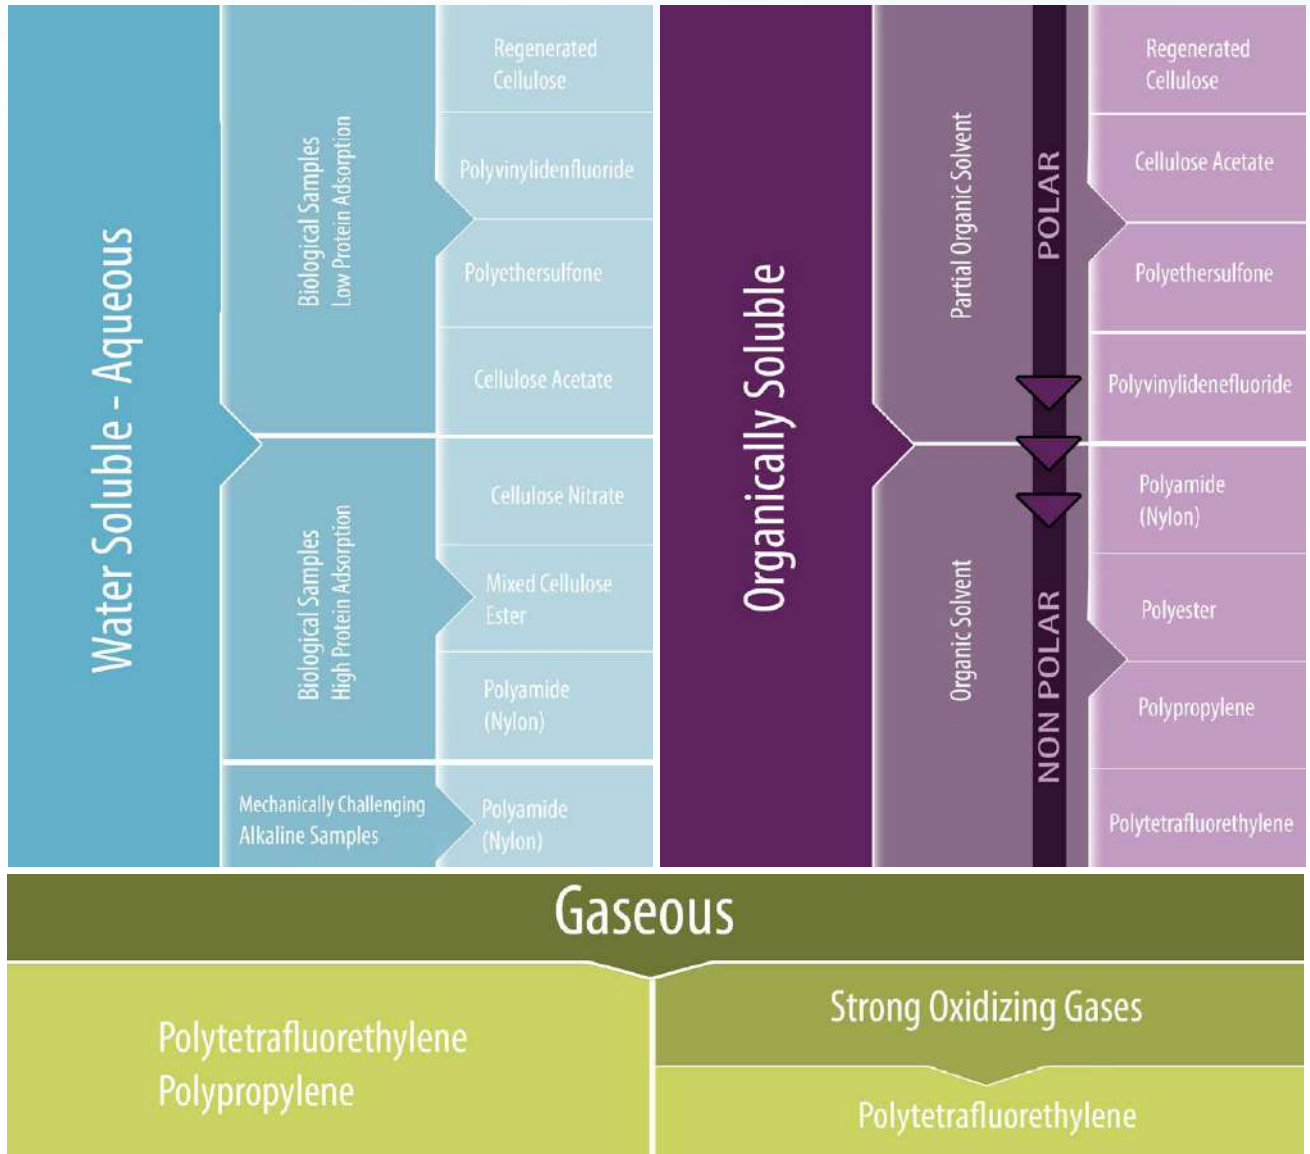 Water Soluble - Aqueous
Biological Samples
Low Protein Adsorption
Regenerated
Cellulose
Polyvinylidenfluoride
Polyethersulfone
Cellulose Acetate
Biological Samples
High Protein Adsorption
Cellulose Nitrate
Mixed Cellulose
Ester
Polyamide
(Nylon)
Mechanically Challenging
Alkaline Samples
Polyamide
(Nylon)
Organically Soluble
Partial Organic Solvent
POLAR
Regenerated
Cellulose
Cellulose Acetate
Polyethersulfone
Polyvinylidenefluoride
Organic Solvent
NON POLAR
Polyamide
(Nylon)
Polyester
Polypropylene
Polytetrafluorethylene
Gaseous
Polytetrafluorethylene
Polypropylene
Strong Oxidizing Gases
Polytetrafluorethylene